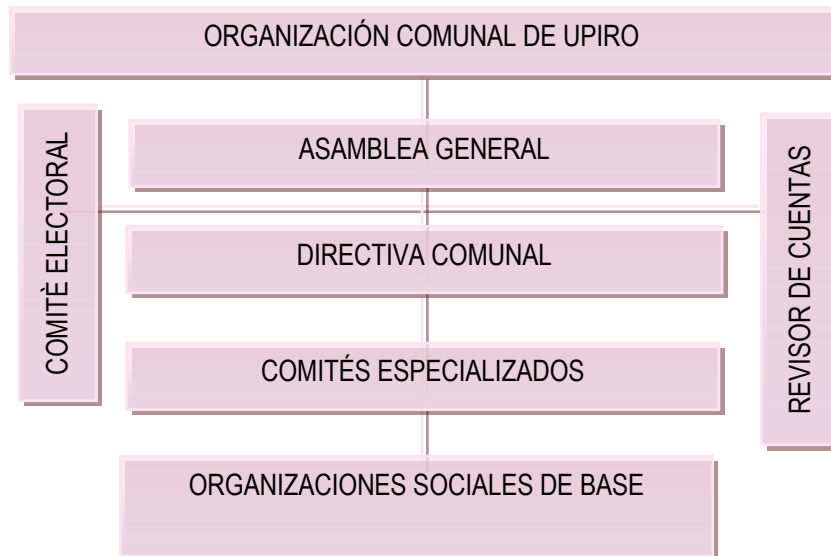 ORGANIZACIÓN COMUNAL DE UPIRO
ASAMBLEA GENERAL
COMITÈ ELECTORAL
REVISOR DE CUENTAS
DIRECTIVA COMUNAL
COMITÉS ESPECIALIZADOS
ORGANIZACIONES SOCIALES DE BASE